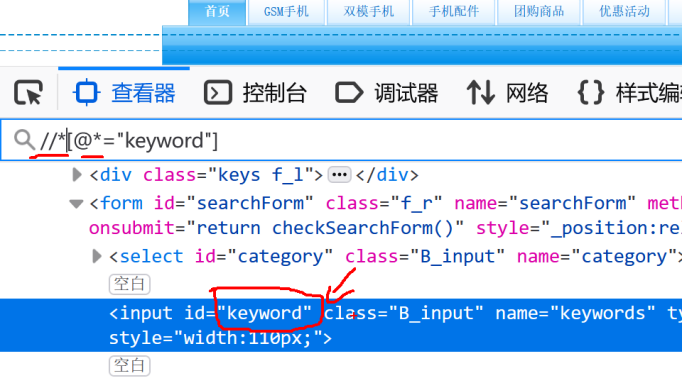 首页 GSM手机 双模手机 手机配件 团购商品 优惠活动
查看器 控制台 调试器 网络 {} 样式编辑
//*[@*="keyword"]
<div class="keys f_l"> ••• </div>
<form id="searchForm" class="f_r" name="searchForm" meth
onsubmit="return checkSearchForm()" style="_position:re
<select id="category" class="B_input" name="category">
空白
<input id="keyword" class="B_input" name="keywords" ty
style="width:110px;">
空白